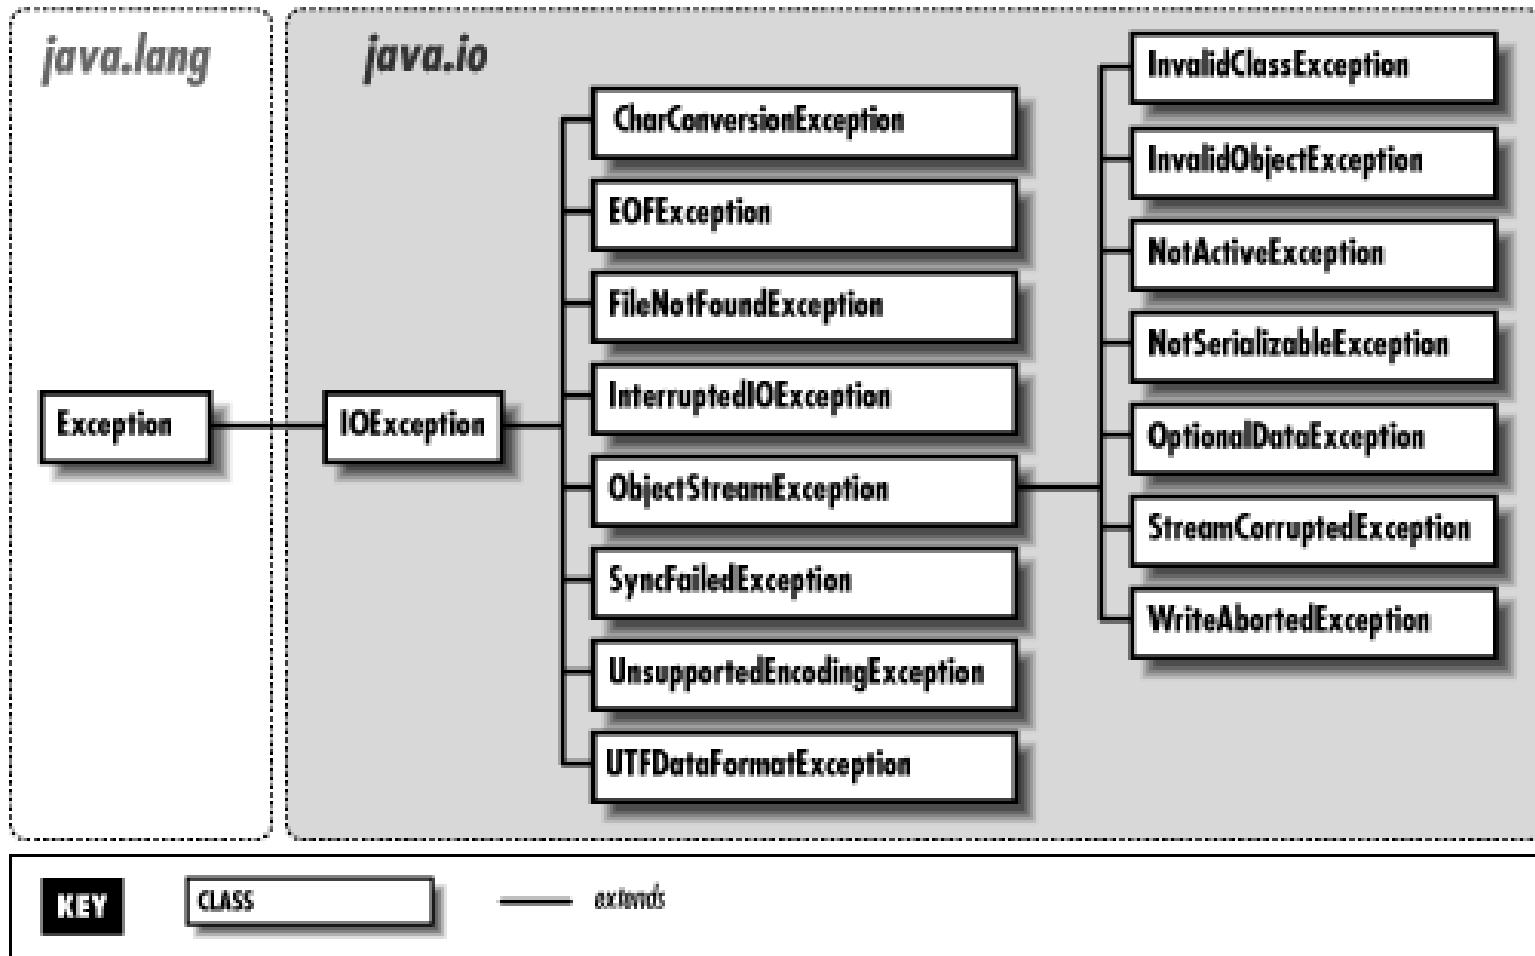 java.lang
java.io
Exception
IOException
CharConversionException
EOFException
FileNotFoundException
InterruptedIOException
ObjectStreamException
SyncFailedException
UnsupportedEncodingException
UTFDataFormatException
InvalidClassException
InvalidObjectException
NotActiveException
NotSerializableException
OptionalDataException
StreamCorruptedException
WriteAbortedException
KEY
CLASS
extends